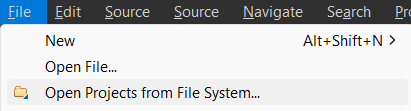 File Edit Source Source Navigate Search
New Alt+Shift+N >
Open File...
Open Projects from File System...